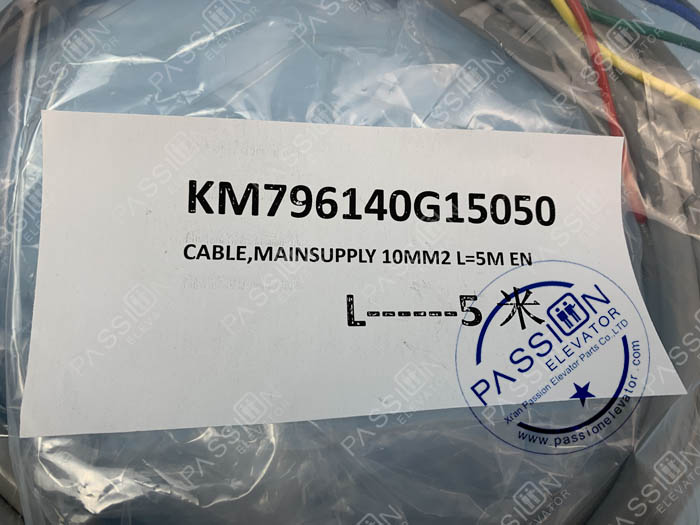 KM796140G15050
CABLE,MAINSUPPLY 10MM2 L=5M EN
L-----5 米
PASSION
ELEVATOR
Xi'an Passion Elevator Parts Co.,LTD
www.passionelevator.com